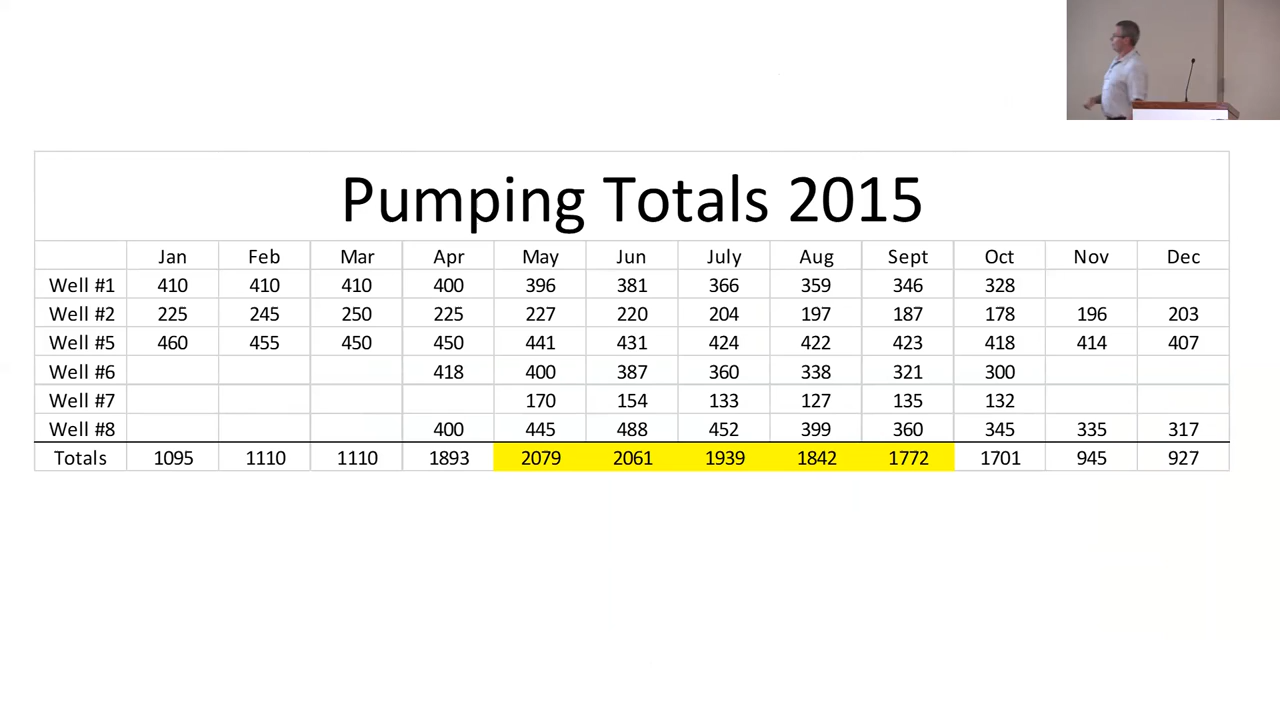 Pumping Totals 2015
Jan Feb Mar Apr May Jun July Aug Sept Oct Nov Dec
Well #1 410 410 410 400 396 381 366 359 346 328
Well #2 225 245 250 225 227 220 204 197 187 178 196 203
Well #5 460 455 450 450 441 431 424 422 423 418 414 407
Well #6 418 400 387 360 338 321 300
Well #7 170 154 133 127 135 132
Well #8 400 445 488 452 399 360 345 335 317
Totals 1095 1110 1110 1893 2079 2061 1939 1842 1772 1701 945 927